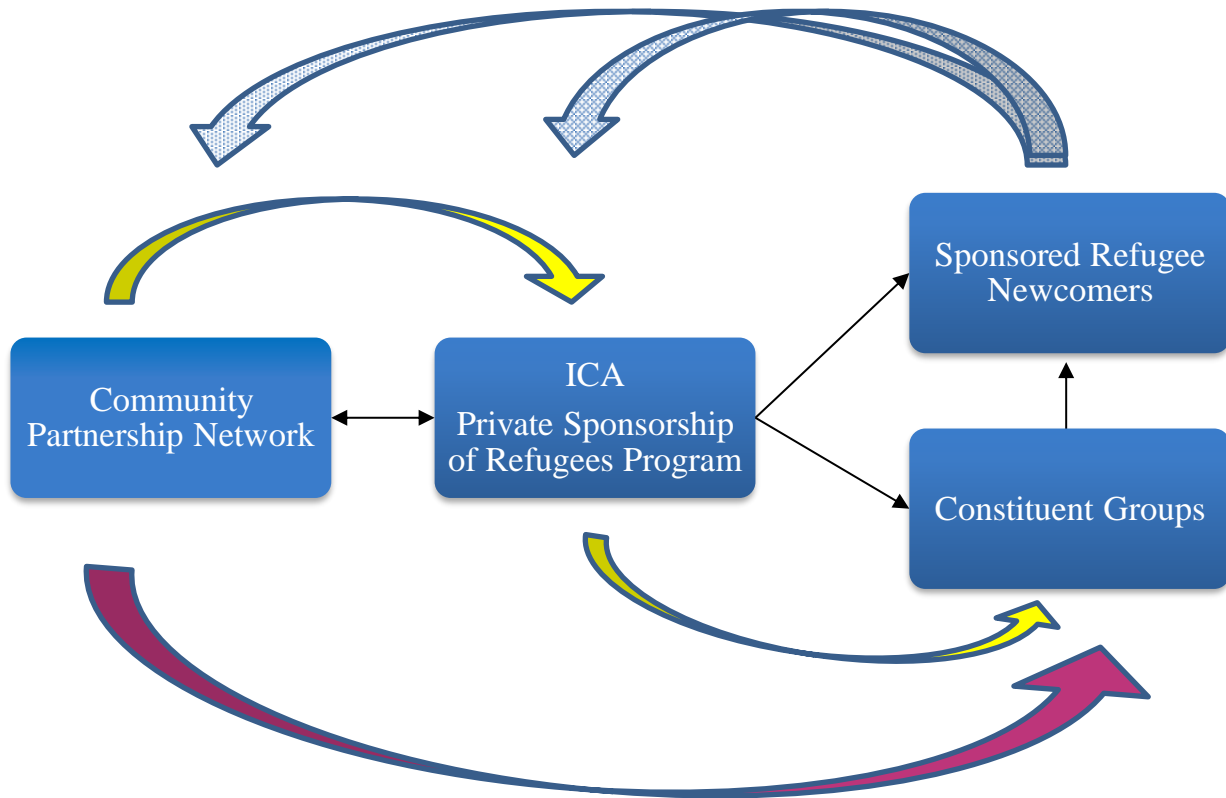 Sponsored Refugee
Newcomers
Community
Partnership Network
ICA
Private Sponsorship
of Refugees Program
Constituent Groups